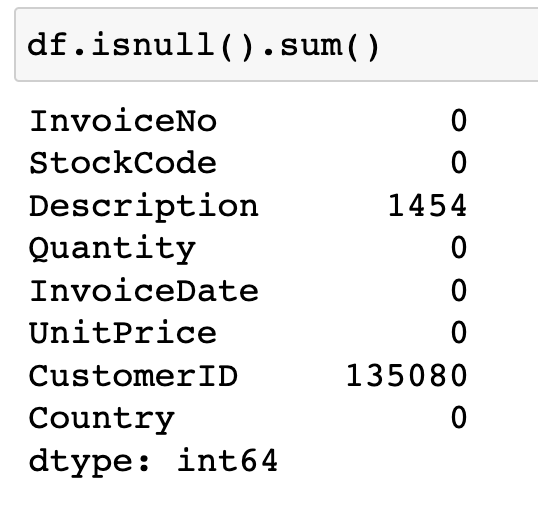 df.isnull().sum()
InvoiceNo 0
StockCode 0
Description 1454
Quantity 0
InvoiceDate 0
UnitPrice 0
CustomerID 135080
Country 0
dtype: int64